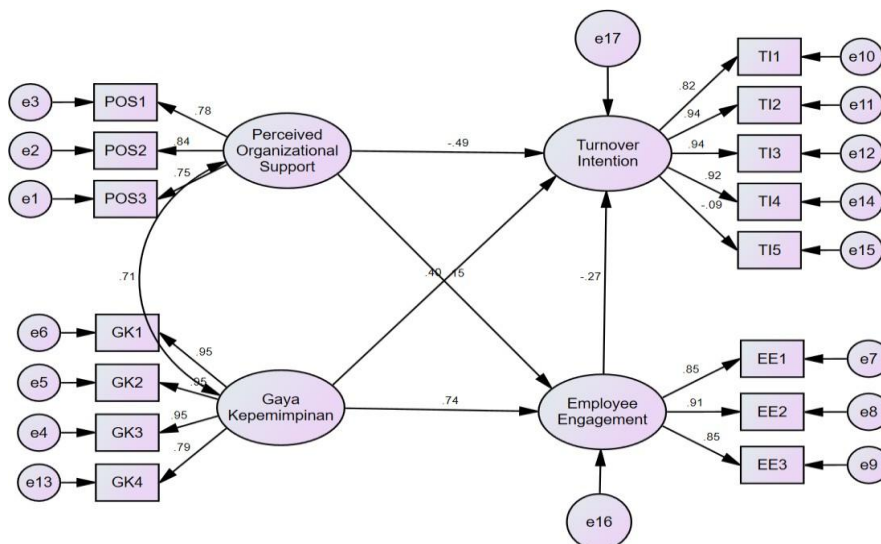 e17
e3
POS1
.78
e2
POS2
.84
e1
POS3
.75
Perceived
Organizational
Support
-.49
Turnover
Intention
.82
TI1
e10
.94
TI2
e11
.94
TI3
e12
.92
TI4
e14
-.09
TI5
e15
.71
.40
.15
-.27
e6
GK1
.95
e5
GK2
.95
e4
GK3
.95
e13
GK4
.79
Gaya
Kepemimpinan
.74
Employee
Engagement
.85
EE1
e7
.91
EE2
e8
.85
EE3
e9
e16